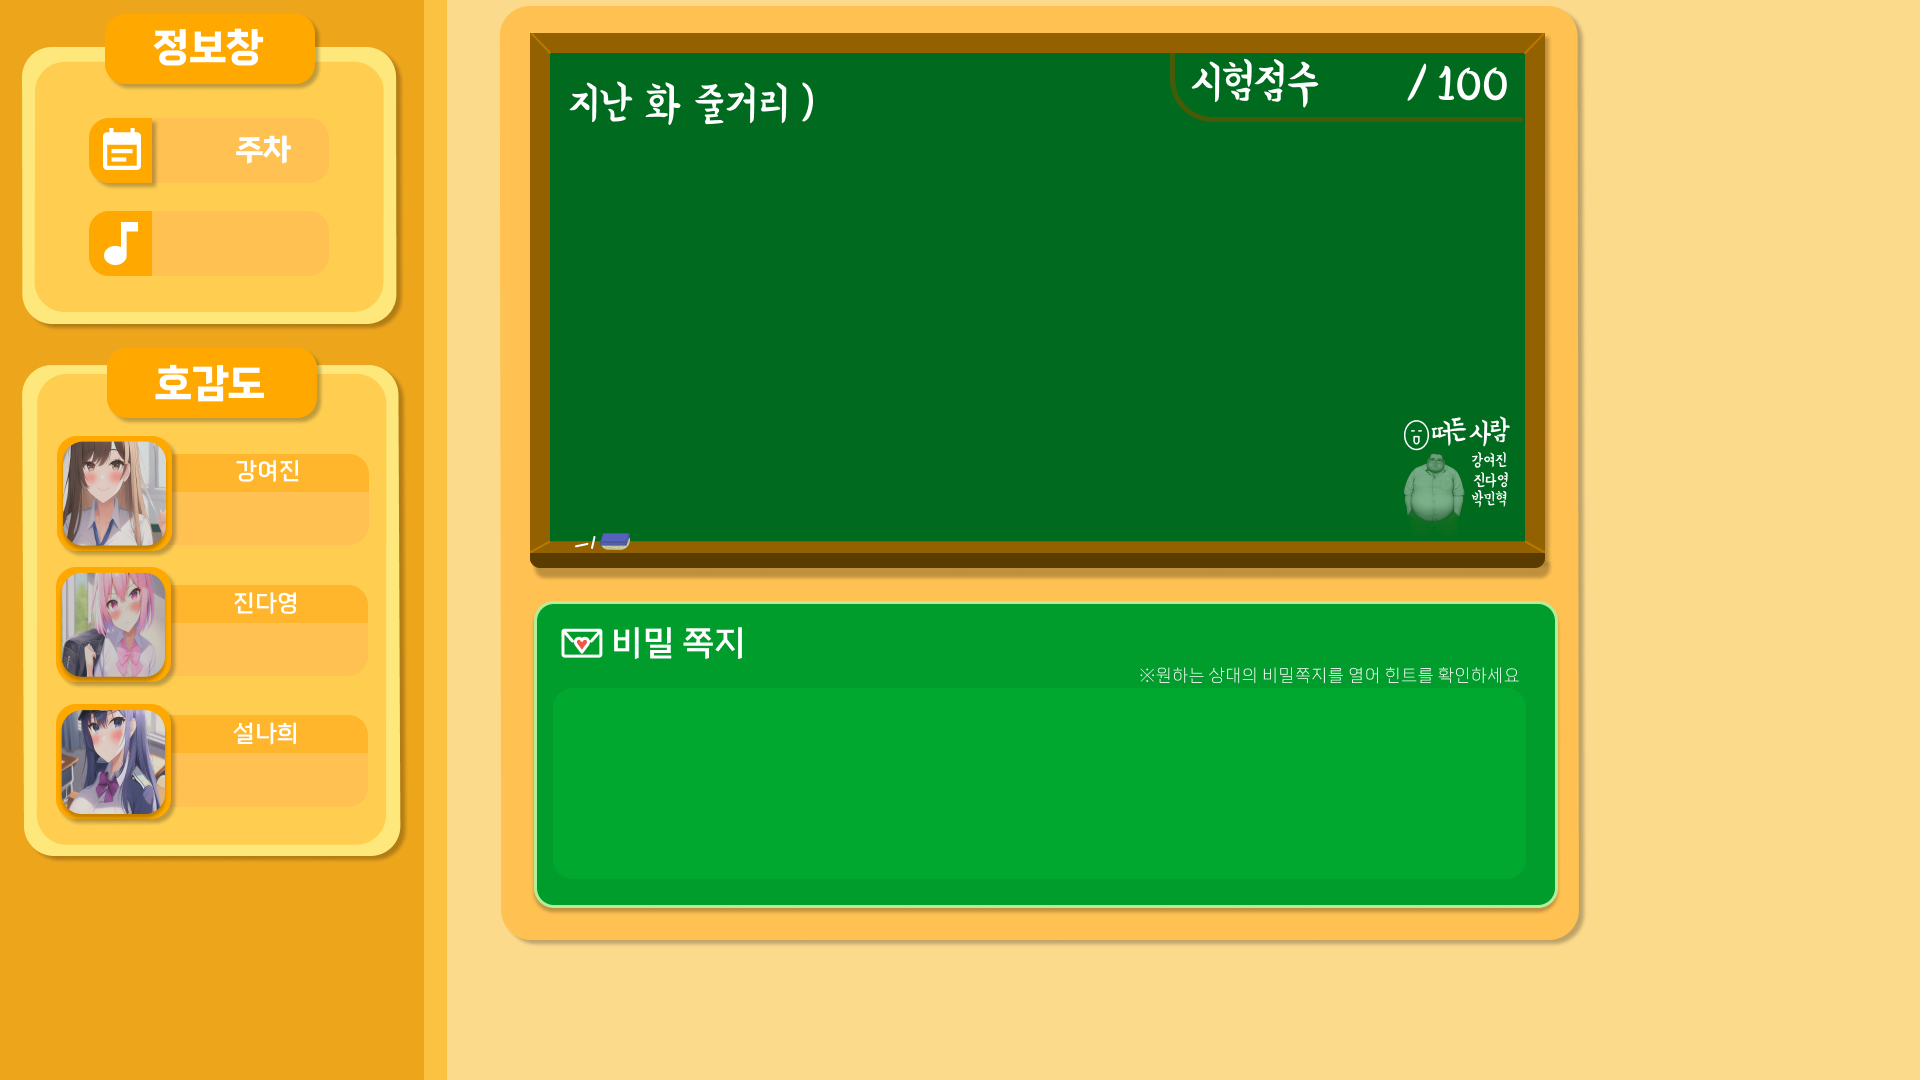 정보창
주차
호감도
강여진
진다영
설나희
지난 화 줄거리 )
시험점수 / 100
떠든 사람
강여진
진다영
박민혁
비밀 쪽지
※원하는 상대의 비밀쪽지를 열어 힌트를 확인하세요